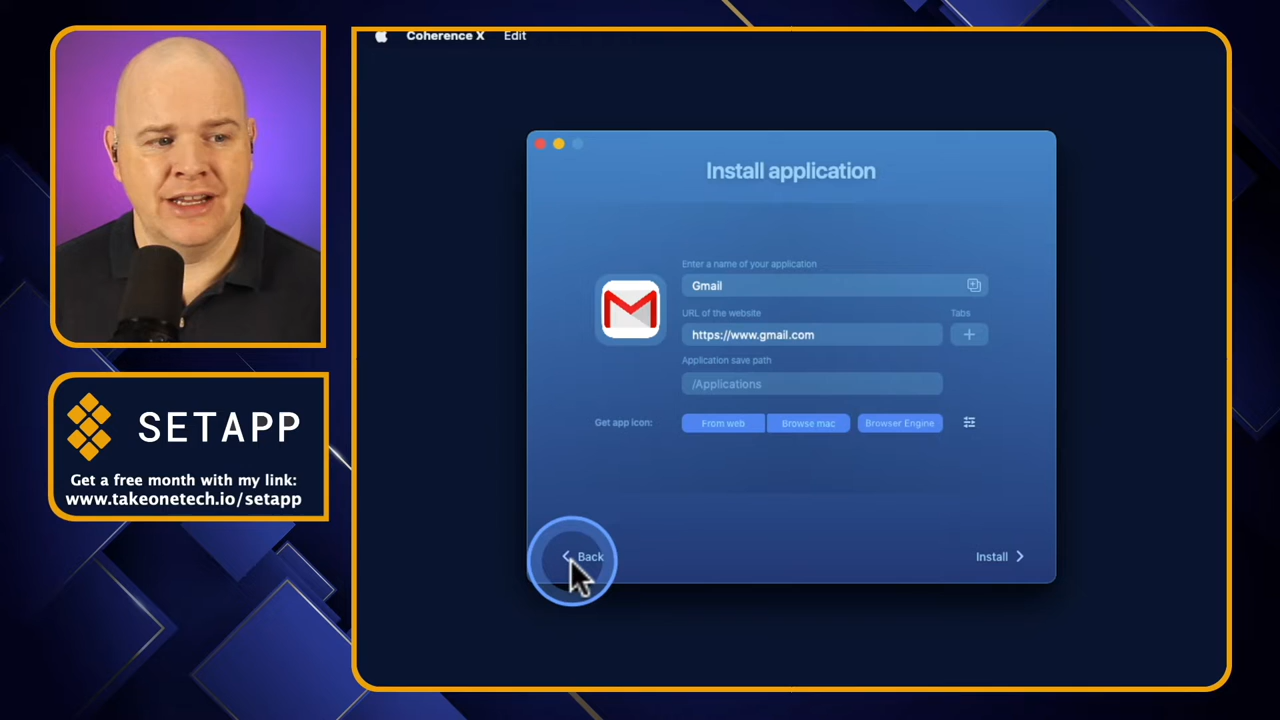 Coherence X Edit
Install application
Enter a name of your application
Gmail
URL of the website
Tabs
https://www.gmail.com
+
Application save path
/Applications
Get app icon:
From web
Browse mac
Browser Engine
Back
Install
SETAPP
Get a free month with my link:
www.takeonetech.io/setapp